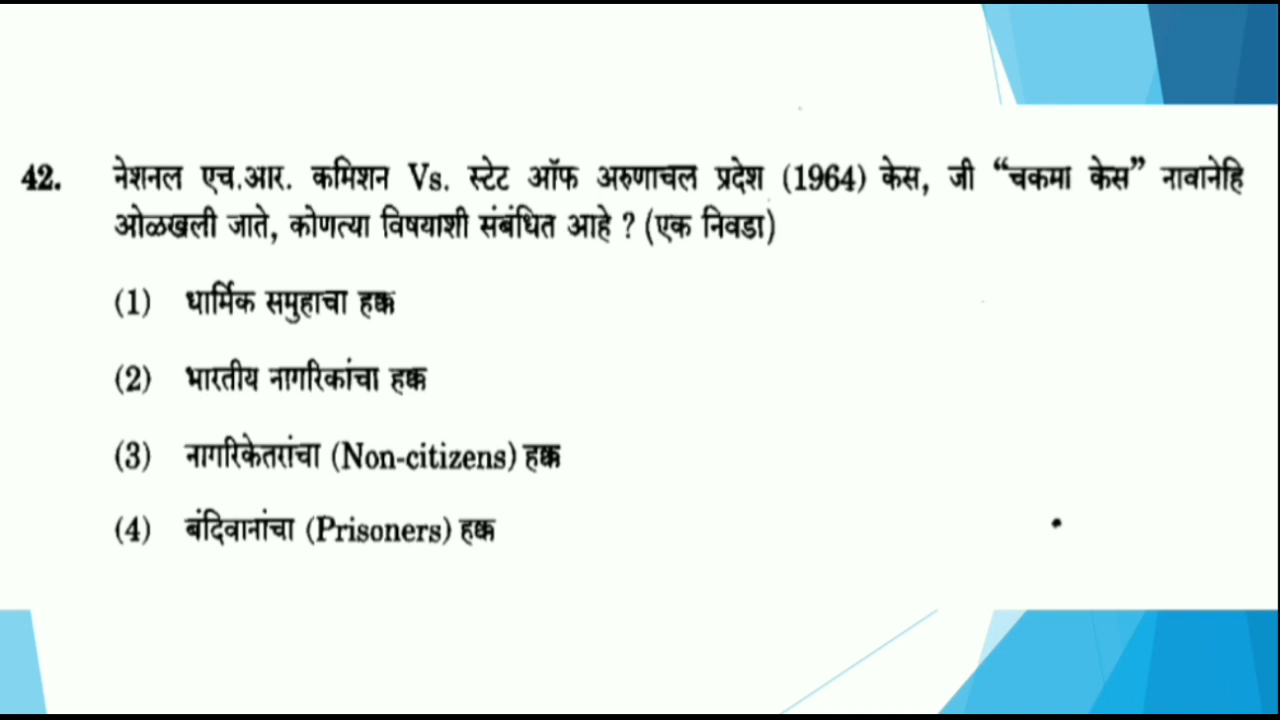 42. नेशनल एच.आर. कमिशन Vs. स्टेट ऑफ अरुणाचल प्रदेश (1964) केस, जी “चकमा केस” नावानेहि
ओळखली जाते, कोणत्या विषयाशी संबंधित आहे ? (एक निवडा)
(1) धार्मिक समुहाचा हक्क
(2) भारतीय नागरिकांचा हक्क
(3) नागरिकेतरांचा (Non-citizens) हक्क
(4) बंदिवानांचा (Prisoners) हक्क